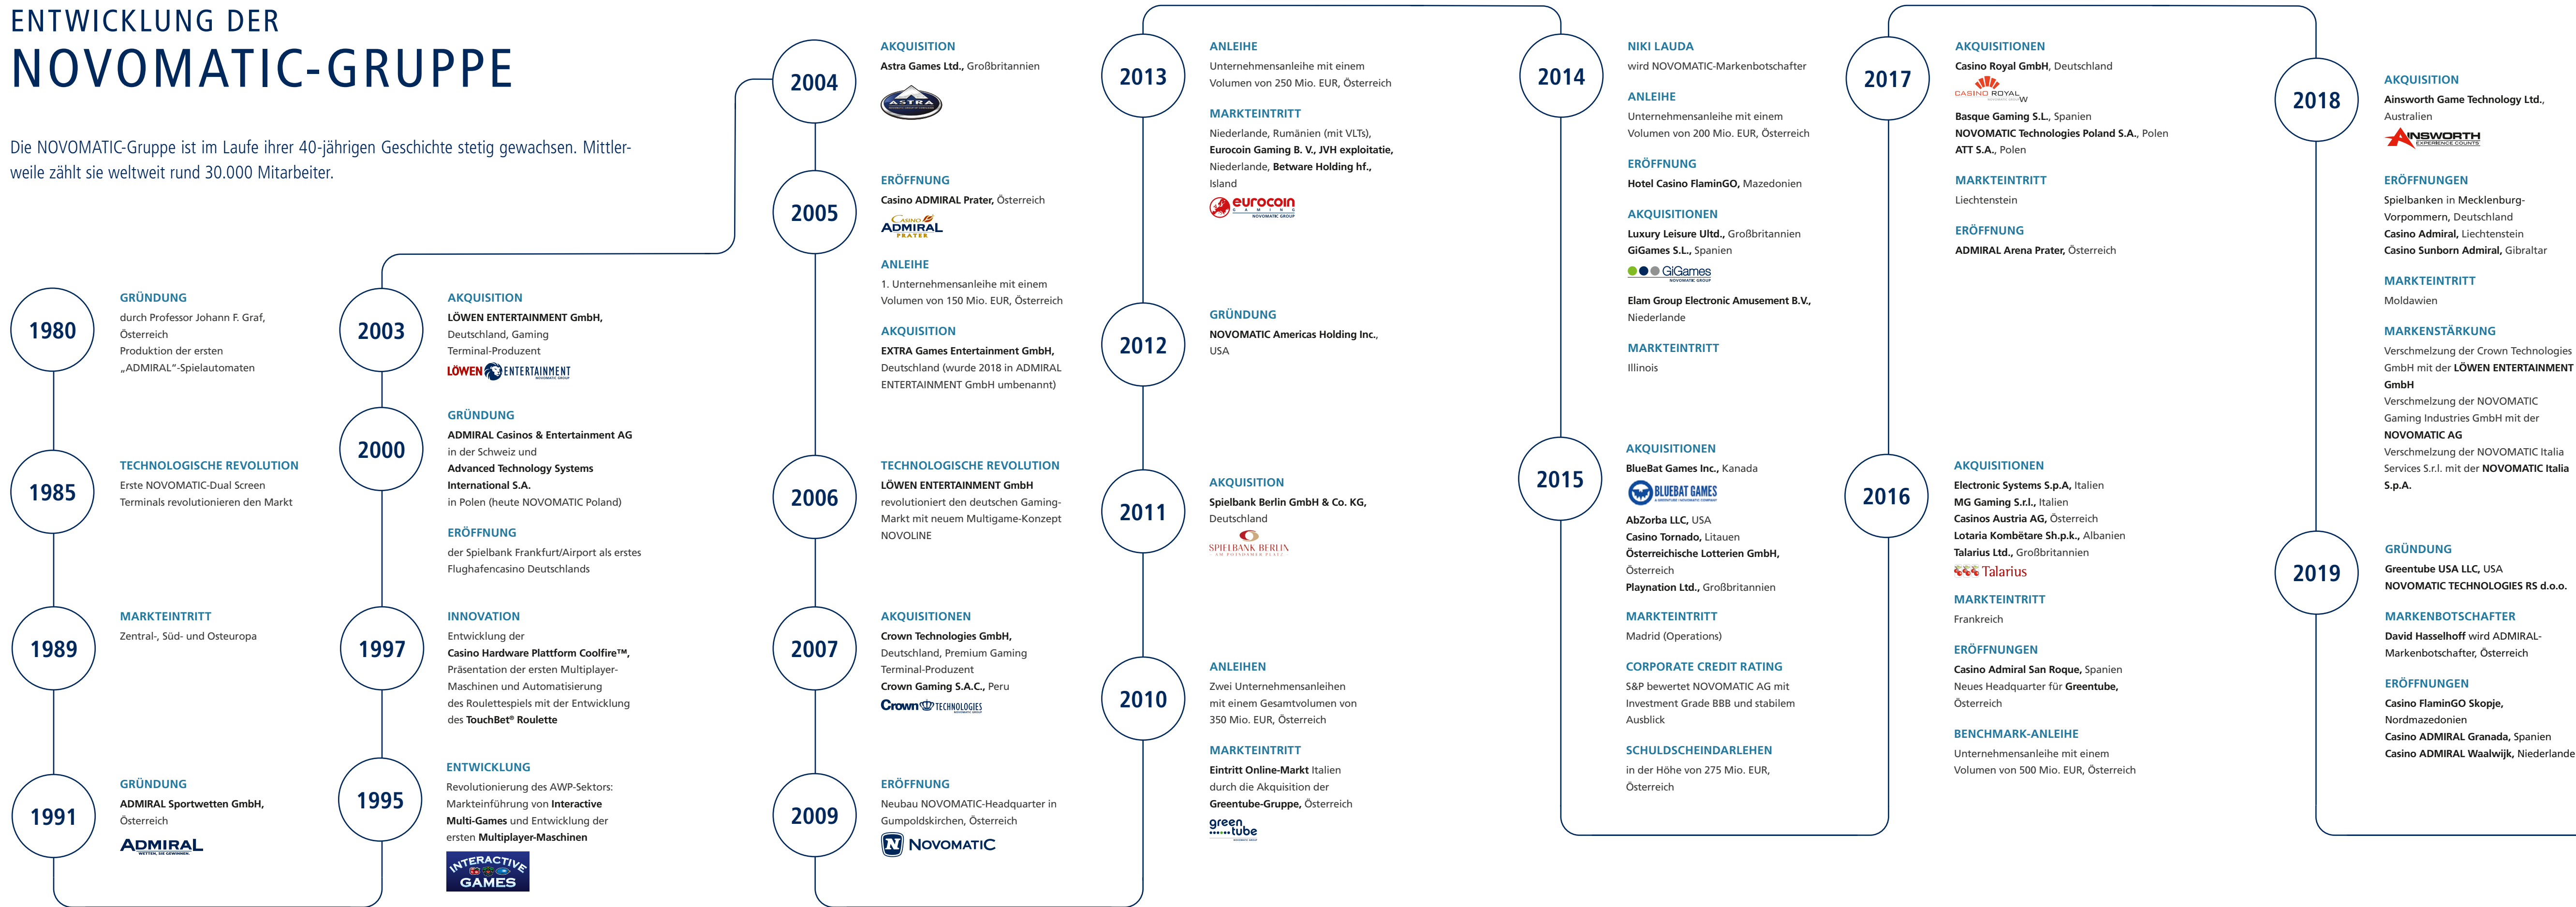 ENTWICKLUNG DER
NOVOMATIC-GRUPPE
Die NOVOMATIC-Gruppe ist im Laufe ihrer 40-jährigen Geschichte stetig gewachsen. Mittler-
weile zählt sie weltweit rund 30.000 Mitarbeiter.
1980
GRÜNDUNG
durch Professor Johann F. Graf,
Österreich
Produktion der ersten
„ADMIRAL“-Spielautomaten
1985
TECHNOLOGISCHE REVOLUTION
Erste NOVOMATIC-Dual Screen
Terminals revolutionieren den Markt
1989
MARKTEINTRITT
Zentral-, Süd- und Osteuropa
1991
GRÜNDUNG
ADMIRAL Sportwetten GmbH,
Österreich
ADMIRAL
WETTEN, SIE GEWINNEN.
1995
ENTWICKLUNG
Revolutionierung des AWP-Sektors:
Markteinführung von Interactive
Multi-Games und Entwicklung der
ersten Multiplayer-Maschinen
INTERACTIVE
GAMES
1997
INNOVATION
Entwicklung der
Casino Hardware Plattform Coolfire™,
Präsentation der ersten Multiplayer-
Maschinen und Automatisierung
des Roulettespiels mit der Entwicklung
des TouchBet® Roulette
2000
GRÜNDUNG
ADMIRAL Casinos & Entertainment AG
in der Schweiz und
Advanced Technology Systems
International S.A.
in Polen (heute NOVOMATIC Poland)
ERÖFFNUNG
der Spielbank Frankfurt/Airport als erstes
Flughafencasino Deutschlands
2003
AKQUISITION
LÖWEN ENTERTAINMENT GmbH,
Deutschland, Gaming
Terminal-Produzent
LÖWEN ENTERTAINMENT
NOVOMATIC GROUP
2004
AKQUISITION
Astra Games Ltd., Großbritannien
ASTRA
2005
ERÖFFNUNG
Casino ADMIRAL Prater, Österreich
CASINO
ADMIRAL
PRATER
ANLEIHE
1. Unternehmensanleihe mit einem
Volumen von 150 Mio. EUR, Österreich
AKQUISITION
EXTRA Games Entertainment GmbH,
Deutschland (wurde 2018 in ADMIRAL
ENTERTAINMENT GmbH umbenannt)
2006
TECHNOLOGISCHE REVOLUTION
LÖWEN ENTERTAINMENT GmbH
revolutioniert den deutschen Gaming-
Markt mit neuem Multigame-Konzept
NOVOLINE
2007
AKQUISITIONEN
Crown Technologies GmbH,
Deutschland, Premium Gaming
Terminal-Produzent
Crown Gaming S.A.C., Peru
Crown TECHNOLOGIES
NOVOMATIC GROUP
2009
ERÖFFNUNG
Neubau NOVOMATIC-Headquarter in
Gumpoldskirchen, Österreich
N NOVOMATIC
2010
ANLEIHEN
Zwei Unternehmensanleihen
mit einem Gesamtvolumen von
350 Mio. EUR, Österreich
MARKTEINTRITT
Eintritt Online-Markt Italien
durch die Akquisition der
Greentube-Gruppe, Österreich
green
tube
NOVOMATIC GROUP
2011
AKQUISITION
Spielbank Berlin GmbH & Co. KG,
Deutschland
SPIELBANK BERLIN
AM POTSDAMER PLATZ
2012
GRÜNDUNG
NOVOMATIC Americas Holding Inc.,
USA
2013
ANLEIHE
Unternehmensanleihe mit einem
Volumen von 250 Mio. EUR, Österreich
MARKTEINTRITT
Niederlande, Rumänien (mit VLTs),
Eurocoin Gaming B. V., JVH exploitatie,
Niederlande, Betware Holding hf.,
Island
eurocoin
GAMING
NOVOMATIC GROUP
2014
NIKI LAUDA
wird NOVOMATIC-Markenbotschafter
ANLEIHE
Unternehmensanleihe mit einem
Volumen von 200 Mio. EUR, Österreich
ERÖFFNUNG
Hotel Casino FlaminGO, Mazedonien
AKQUISITIONEN
Luxury Leisure Ultd., Großbritannien
GiGames S.L., Spanien
GiGames
NOVOMATIC GROUP
Elam Group Electronic Amusement B.V.,
Niederlande
MARKTEINTRITT
Illinois
2015
AKQUISITIONEN
BlueBat Games Inc., Kanada
BLUEBAT GAMES
AbZorba LLC, USA
Casino Tornado, Litauen
Österreichische Lotterien GmbH,
Österreich
Playnation Ltd., Großbritannien
MARKTEINTRITT
Madrid (Operations)
CORPORATE CREDIT RATING
S&P bewertet NOVOMATIC AG mit
Investment Grade BBB und stabilem
Ausblick
SCHULDSCHEINDARLEHEN
in der Höhe von 275 Mio. EUR,
Österreich
2016
AKQUISITIONEN
Electronic Systems S.p.A, Italien
MG Gaming S.r.l., Italien
Casinos Austria AG, Österreich
Lotaria Kombëtare Sh.p.k., Albanien
Talarius Ltd., Großbritannien
Talarius
MARKTEINTRITT
Frankreich
ERÖFFNUNGEN
Casino Admiral San Roque, Spanien
Neues Headquarter für Greentube,
Österreich
BENCHMARK-ANLEIHE
Unternehmensanleihe mit einem
Volumen von 500 Mio. EUR, Österreich
2017
AKQUISITIONEN
Casino Royal GmbH, Deutschland
CASINO ROYAL
NOVOMATIC GROUP
W
Basque Gaming S.L., Spanien
NOVOMATIC Technologies Poland S.A., Polen
ATT S.A., Polen
MARKTEINTRITT
Liechtenstein
ERÖFFNUNG
ADMIRAL Arena Prater, Österreich
2018
AKQUISITION
Ainsworth Game Technology Ltd.,
Australien
AINSWORTH
EXPERIENCE COUNTS
ERÖFFNUNGEN
Spielbanken in Mecklenburg-
Vorpommern, Deutschland
Casino Admiral, Liechtenstein
Casino Sunborn Admiral, Gibraltar
MARKTEINTRITT
Moldawien
MARKENSTÄRKUNG
Verschmelzung der Crown Technologies
GmbH mit der LÖWEN ENTERTAINMENT
GmbH
Verschmelzung der NOVOMATIC
Gaming Industries GmbH mit der
NOVOMATIC AG
Verschmelzung der NOVOMATIC Italia
Services S.r.l. mit der NOVOMATIC Italia
S.p.A.
2019
GRÜNDUNG
Greentube USA LLC, USA
NOVOMATIC TECHNOLOGIES RS d.o.o.
MARKENBOTSCHAFTER
David Hasselhoff wird ADMIRAL-
Markenbotschafter, Österreich
ERÖFFNUNGEN
Casino FlaminGO Skopje,
Nordmazedonien
Casino ADMIRAL Granada, Spanien
Casino ADMIRAL Waalwijk, Niederlande